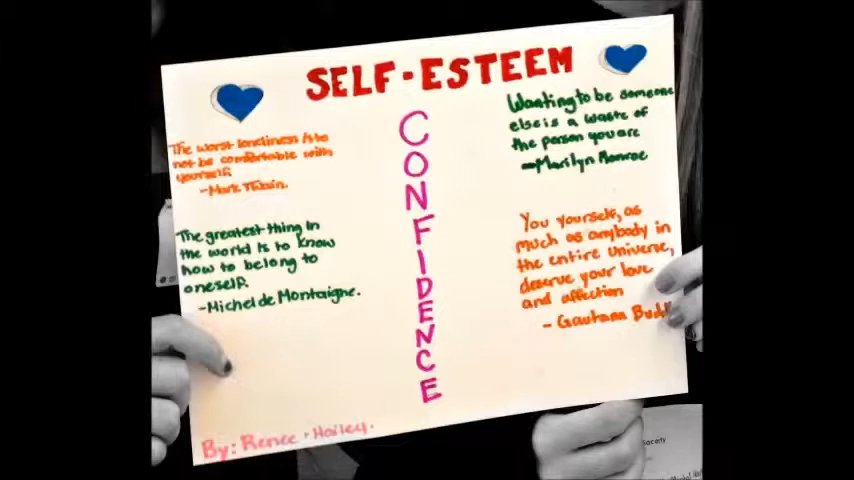 SELF-ESTEEM
The worst loneliness is to
not be comfortable with
yourself.
-Mark Twain.
The greatest thing in
the world is to know
how to belong to
oneself.
-Michel de Montaigne.
CONFIDENCE
Wanting to be someone
else is a waste of
the person you are
-Marilyn Monroe
You yourself, as
much as anybody in
the entire universe,
deserve your love
and affection
- Gautama
By: Renee + Hailey.
Society